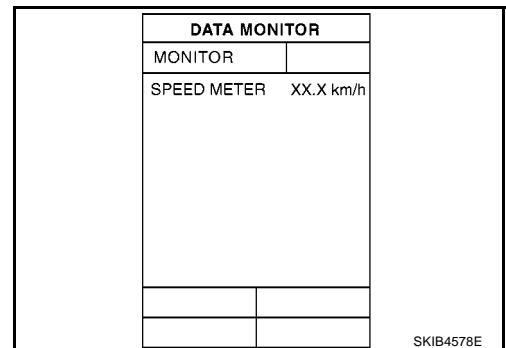 DATA MONITOR
MONITOR
SPEED METER XX.X km/h
SKIB4578E